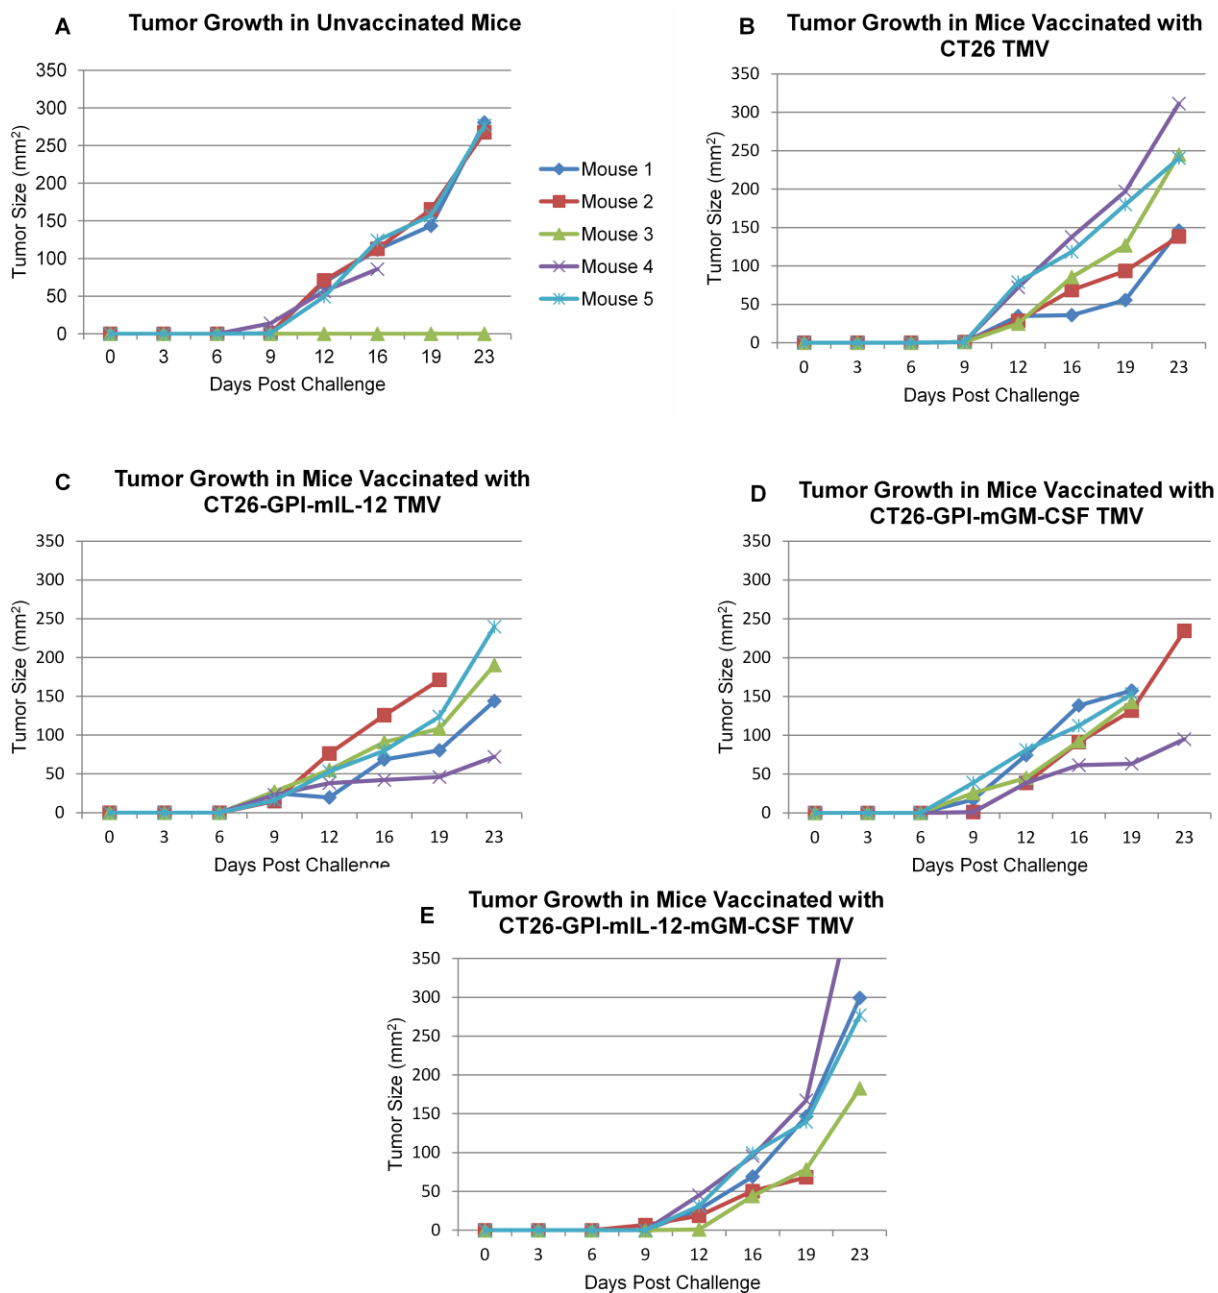 A Tumor Growth in Unvaccinated Mice
350
300
250
200
150
100
50
0
Tumor Size (mm²)
0 3 6 9 12 16 19 23
Days Post Challenge
Mouse 1
Mouse 2
Mouse 3
Mouse 4
Mouse 5
B Tumor Growth in Mice Vaccinated with
CT26 TMV
350
300
250
200
150
100
50
0
Tumor Size (mm²)
0 3 6 9 12 16 19 23
Days Post Challenge
C Tumor Growth in Mice Vaccinated with
CT26-GPI-mIL-12 TMV
350
300
250
200
150
100
50
0
Tumor Size (mm²)
0 3 6 9 12 16 19 23
Days Post Challenge
D Tumor Growth in Mice Vaccinated with
CT26-GPI-mGM-CSF TMV
350
300
250
200
150
100
50
0
Tumor Size (mm²)
0 3 6 9 12 16 19 23
Days Post Challenge
E Tumor Growth in Mice Vaccinated with
CT26-GPI-mIL-12-mGM-CSF TMV
350
300
250
200
150
100
50
0
Tumor Size (mm²)
0 3 6 9 12 16 19 23
Days Post Challenge